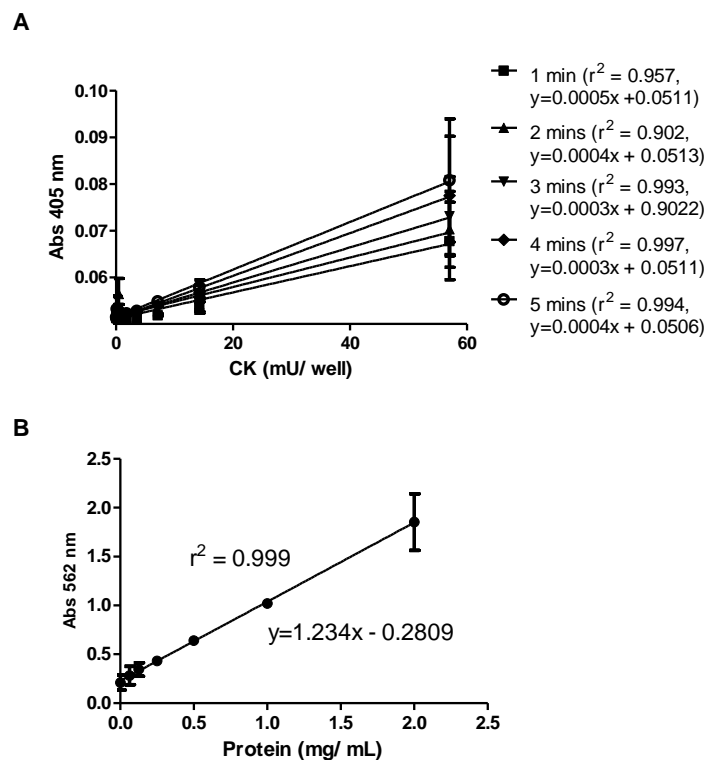 A
Abs 405 nm
0.10
0.09
0.08
0.07
0.06
0
20
40
60
CK (mU/ well)
1 min (r² = 0.957,
y=0.0005x +0.0511)
2 mins (r² = 0.902,
y=0.0004x + 0.0513)
3 mins (r² = 0.993,
y=0.0003x + 0.9022)
4 mins (r² = 0.997,
y=0.0003x + 0.0511)
5 mins (r² = 0.994,
y=0.0004x + 0.0506)
B
Abs 562 nm
2.5
2.0
1.5
1.0
0.5
0.0
r² = 0.999
y=1.234x - 0.2809
0.0
0.5
1.0
1.5
2.0
2.5
Protein (mg/ mL)